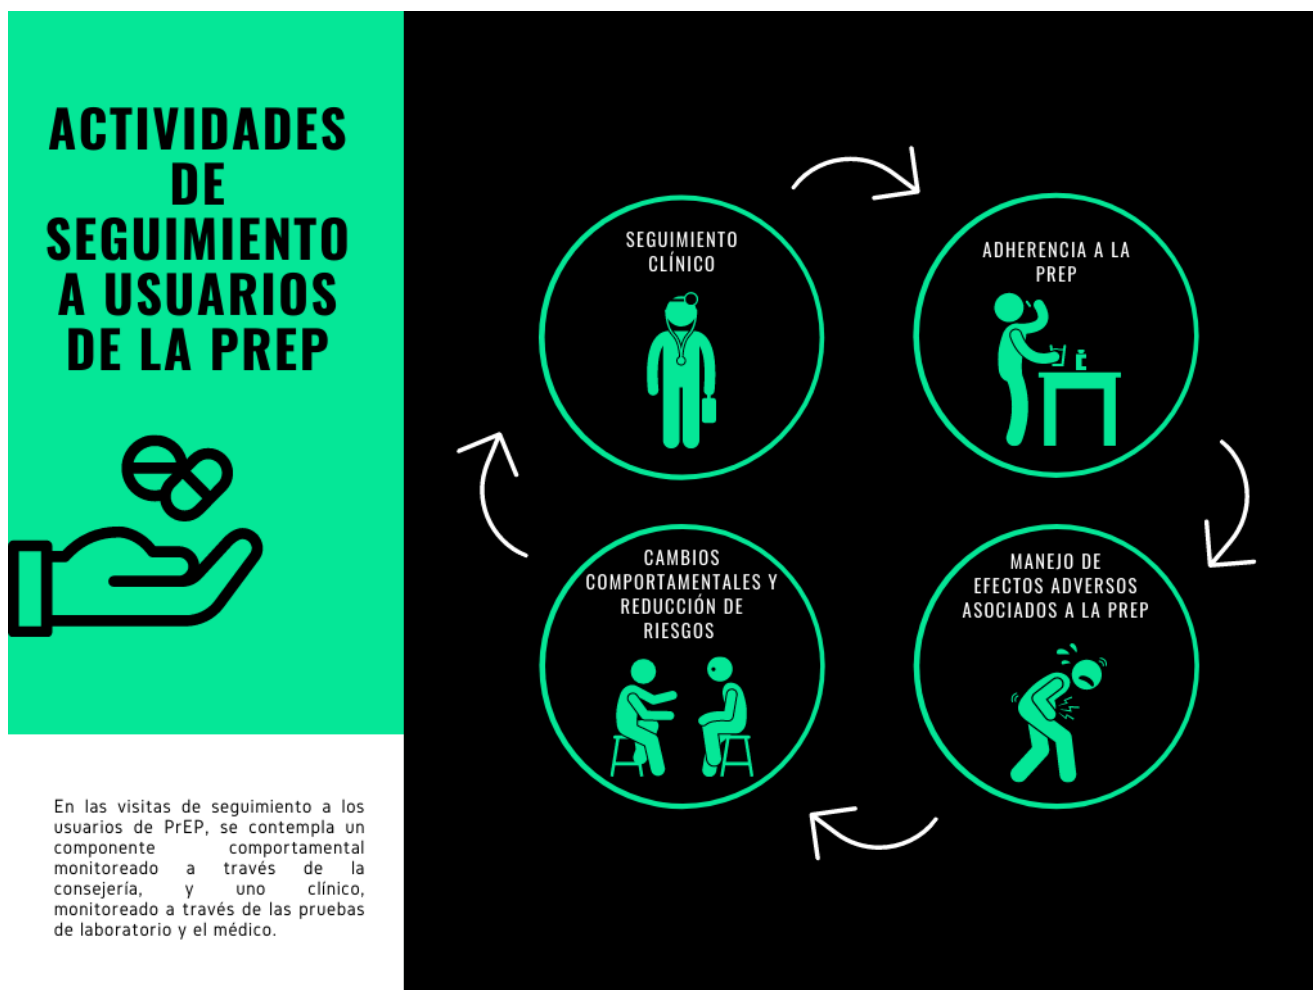 ACTIVIDADES
DE
SEGUIMIENTO
A USUARIOS
DE LA PREP
En las visitas de seguimiento a los
usuarios de PrEP, se contempla un
componente comportamental
monitoreado a través de la
consejería, y uno clínico,
monitoreado a través de las pruebas
de laboratorio y el médico.
SEGUIMIENTO
CLÍNICO
ADHERENCIA A LA
PREP
MANEJO DE
EFECTOS ADVERSOS
ASOCIADOS A LA PREP
CAMBIOS
COMPORTAMENTALES Y
REDUCCIÓN DE
RIESGOS